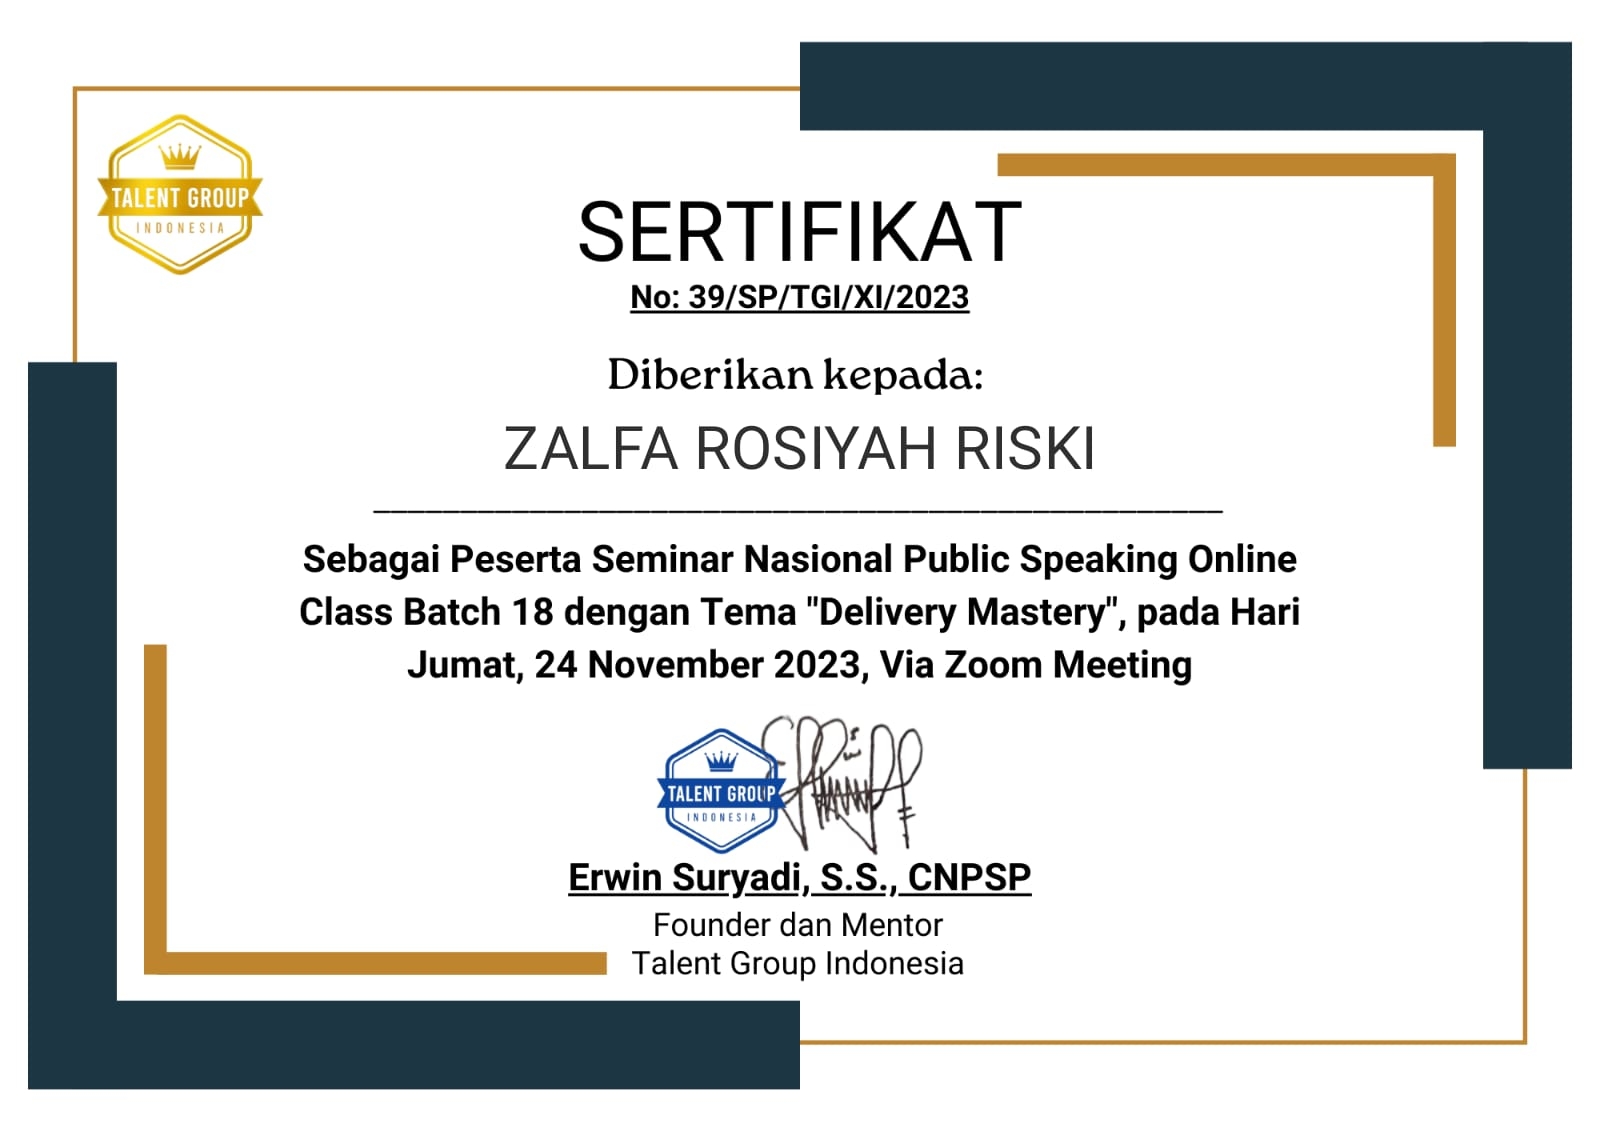 TALENT GROUP
INDONESIA
SERTIFIKAT
No: 39/SP/TGI/XI/2023
Diberikan kepada:
ZALFA ROSIYAH RISKI
Sebagai Peserta Seminar Nasional Public Speaking Online
Class Batch 18 dengan Tema "Delivery Mastery", pada Hari
Jumat, 24 November 2023, Via Zoom Meeting
TALENT GROUP
INDONESIA
Erwin Suryadi, S.S., CNPSP
Founder dan Mentor
Talent Group Indonesia